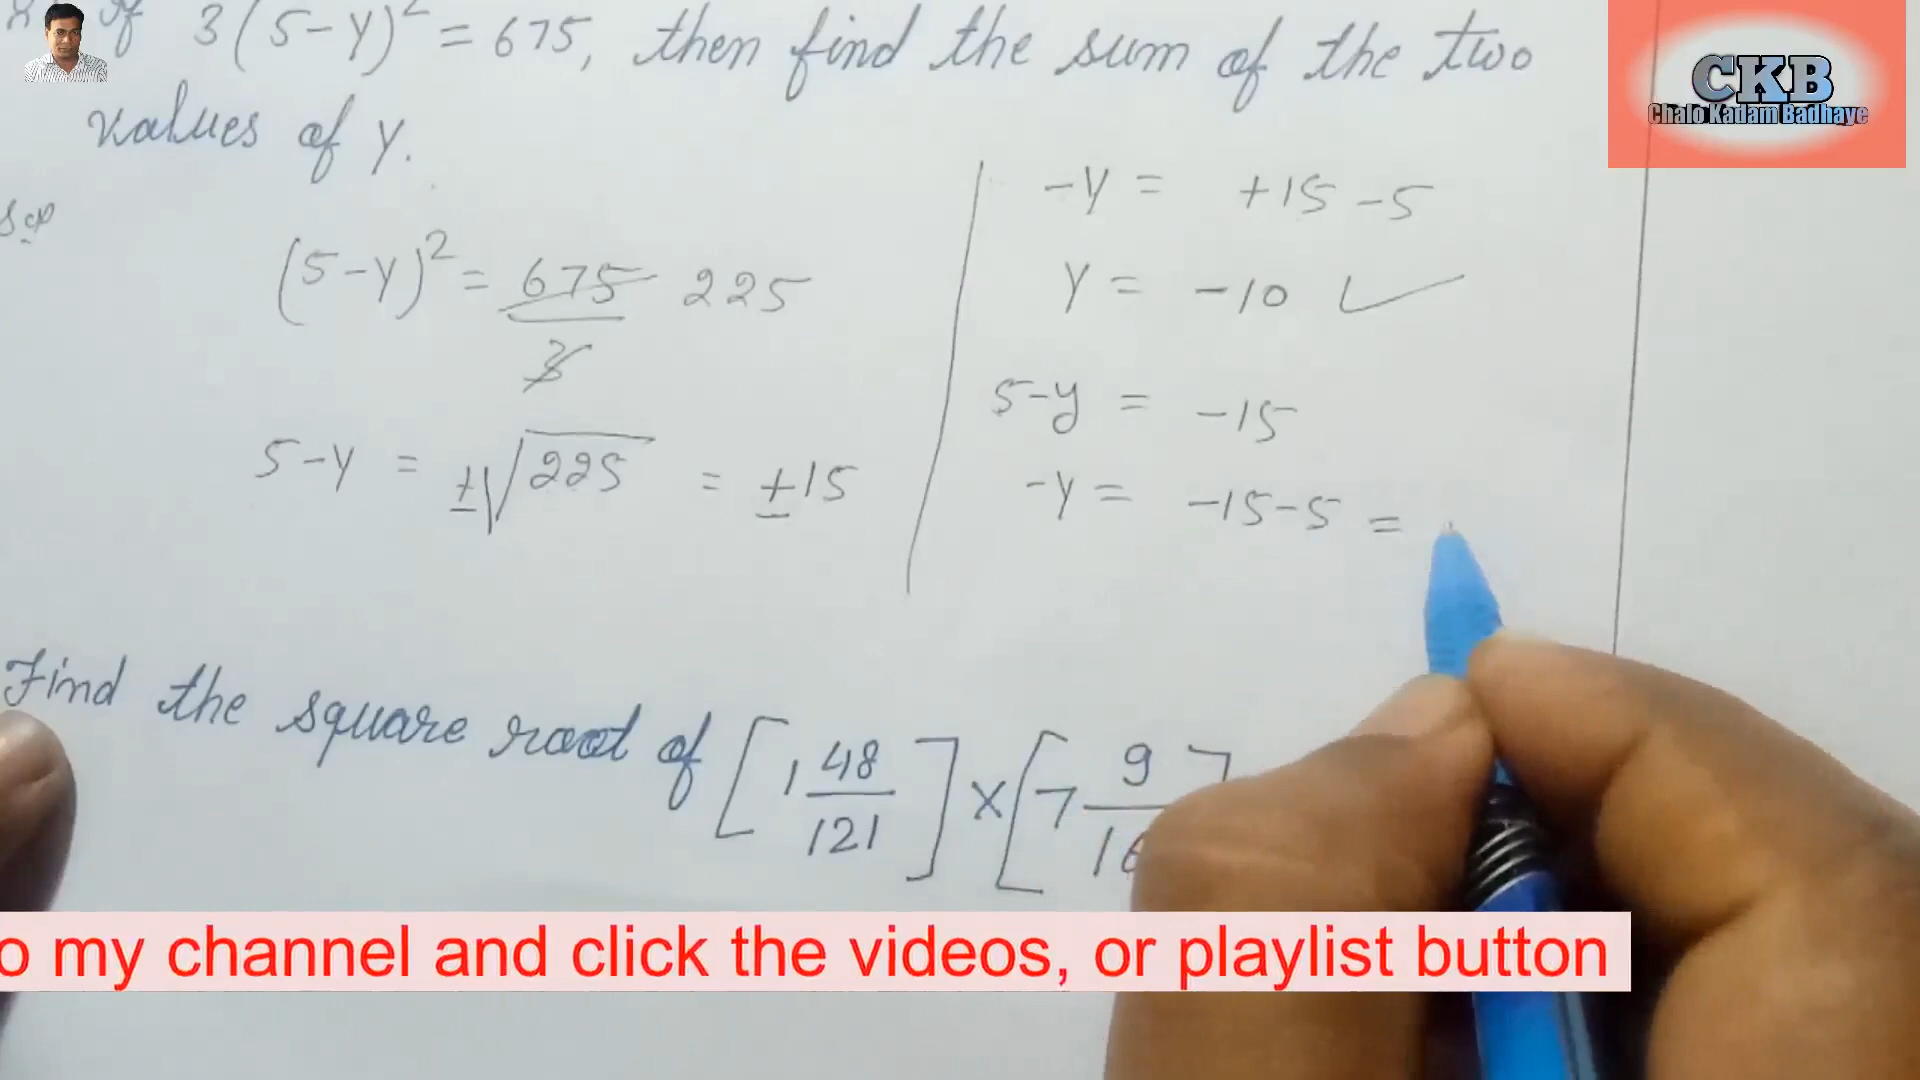 If 3(5-y)² = 675, then find the sum of the two
values of y.
CKB
Chalo Kadam Badhaye
(5-y)² = 675/3 225
5-y = ±√225 = ±15
-y = +15-5
y = -10 ✓
5-y = -15
-y = -15-5 =
Find the square root of [1 48/121] × [7 9/16
o my channel and click the videos, or playlist button